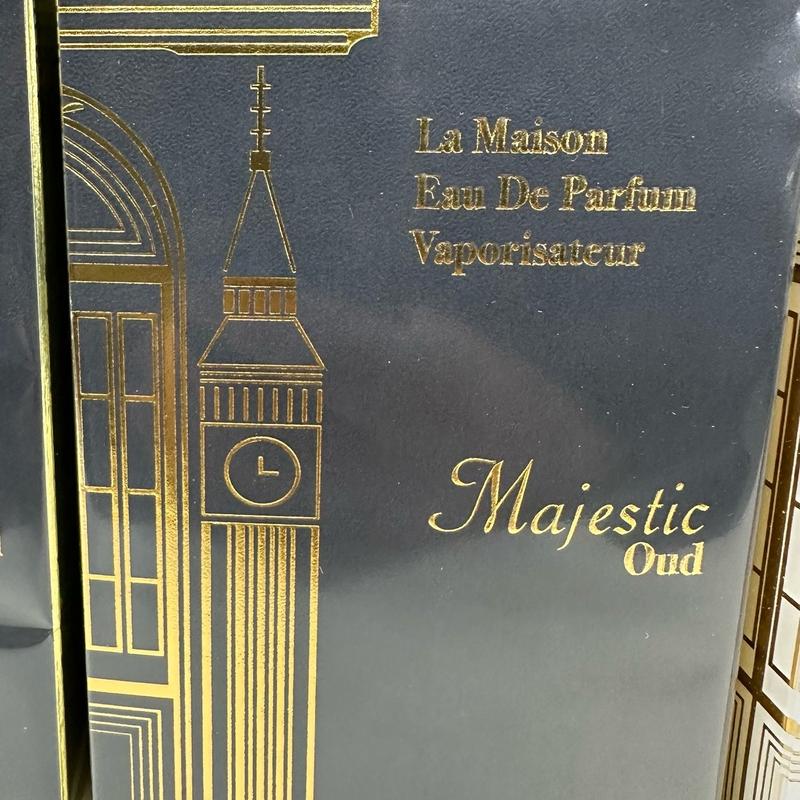 La Maison
Eau De Parfum
Vaporisateur
Majestic
Oud